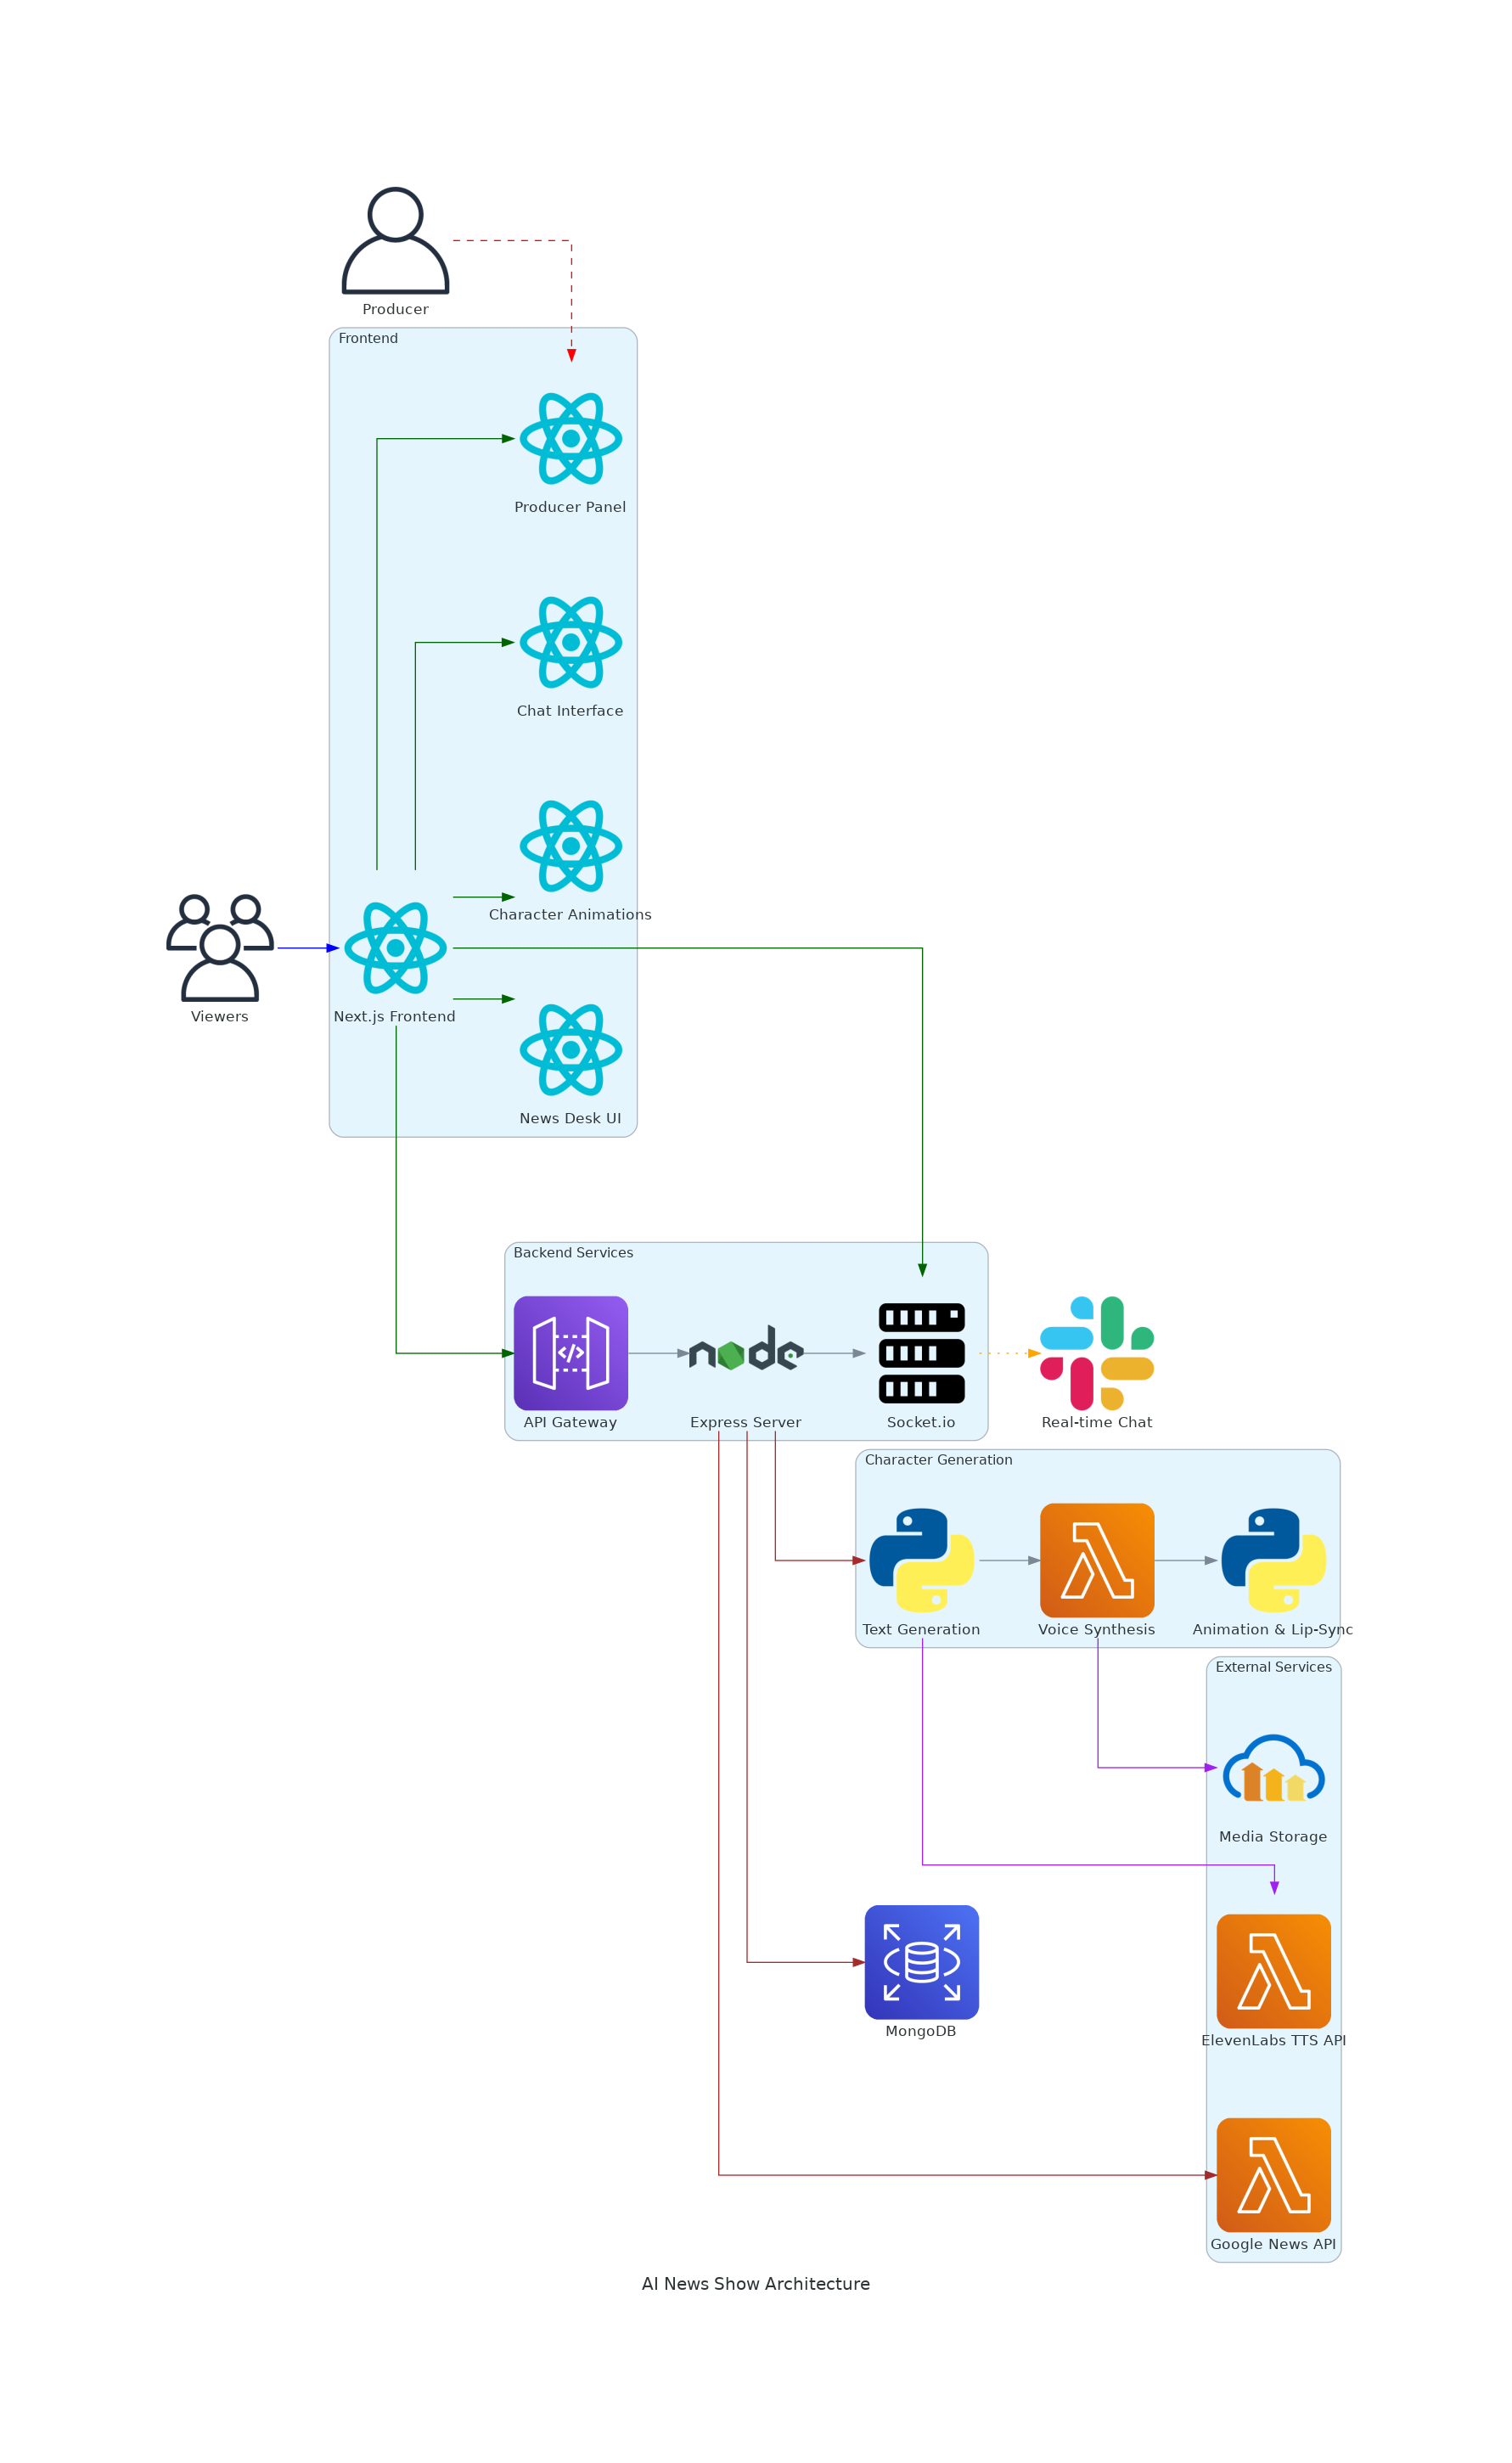 Producer
Frontend
Producer Panel
Chat Interface
Character Animations
Viewers
Next.js Frontend
News Desk UI
Backend Services
API Gateway
node
Express Server
Socket.io
Real-time Chat
Character Generation
Text Generation
Voice Synthesis
Animation & Lip-Sync
External Services
Media Storage
MongoDB
ElevenLabs TTS API
Google News API
AI News Show Architecture